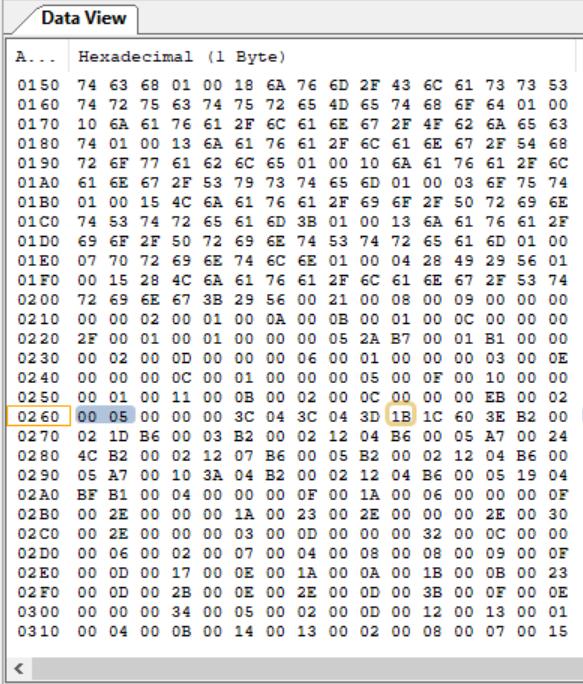 Data View
A... Hexadecimal (1 Byte)
0150 74 63 68 01 00 18 6A 76 6D 2F 43 6C 61 73 73 53
0160 74 72 75 63 74 75 72 65 4D 65 74 68 6F 64 01 00
0170 10 6A 61 76 61 2F 6C 61 6E 67 2F 4F 62 6A 65 63
0180 74 01 00 13 6A 61 76 61 2F 6C 61 6E 67 2F 54 68
0190 72 6F 77 61 62 6C 65 01 00 10 6A 61 76 61 2F 6C
01A0 61 6E 67 2F 53 79 73 74 65 6D 01 00 03 6F 75 74
01B0 01 00 15 4C 6A 61 76 61 2F 69 6F 2F 50 72 69 6E
01C0 74 53 74 72 65 61 6D 3B 01 00 13 6A 61 76 61 2F
01D0 69 6F 2F 50 72 69 6E 74 53 74 72 65 61 6D 01 00
01E0 07 70 72 69 6E 74 6C 6E 01 00 04 28 49 29 56 01
01F0 00 15 28 4C 6A 61 76 61 2F 6C 61 6E 67 2F 53 74
0200 72 69 6E 67 3B 29 56 00 21 00 08 00 09 00 00 00
0210 00 00 02 00 01 00 0A 00 0B 00 01 00 0C 00 00 00
0220 2F 00 01 00 01 00 00 00 05 2A B7 00 01 B1 00 00
0230 00 02 00 0D 00 00 00 06 00 01 00 00 00 03 00 0E
0240 00 00 00 0C 00 01 00 00 00 05 00 0F 00 10 00 00
0250 00 01 00 11 00 0B 00 02 00 0C 00 00 00 EB 00 02
0260 00 05 00 00 00 3C 04 3C 04 3D 1B 1C 60 3E B2 00
0270 02 1D B6 00 03 B2 00 02 12 04 B6 00 05 A7 00 24
0280 4C B2 00 02 12 07 B6 00 05 B2 00 02 12 04 B6 00
0290 05 A7 00 10 3A 04 B2 00 02 12 04 B6 00 05 19 04
02A0 BF B1 00 04 00 00 00 0F 00 1A 00 06 00 00 00 0F
02B0 00 2E 00 00 00 1A 00 23 00 2E 00 00 00 2E 00 30
02C0 00 2E 00 00 00 03 00 0D 00 00 00 32 00 0C 00 00
02D0 00 06 00 02 00 07 00 04 00 08 00 08 00 09 00 0F
02E0 00 0D 00 17 00 0E 00 1A 00 0A 00 1B 00 0B 00 23
02F0 00 0D 00 2B 00 0E 00 2E 00 0D 00 3B 00 0F 00 0E
0300 00 00 00 34 00 05 00 02 00 0D 00 12 00 13 00 01
0310 00 04 00 0B 00 14 00 13 00 02 00 08 00 07 00 15